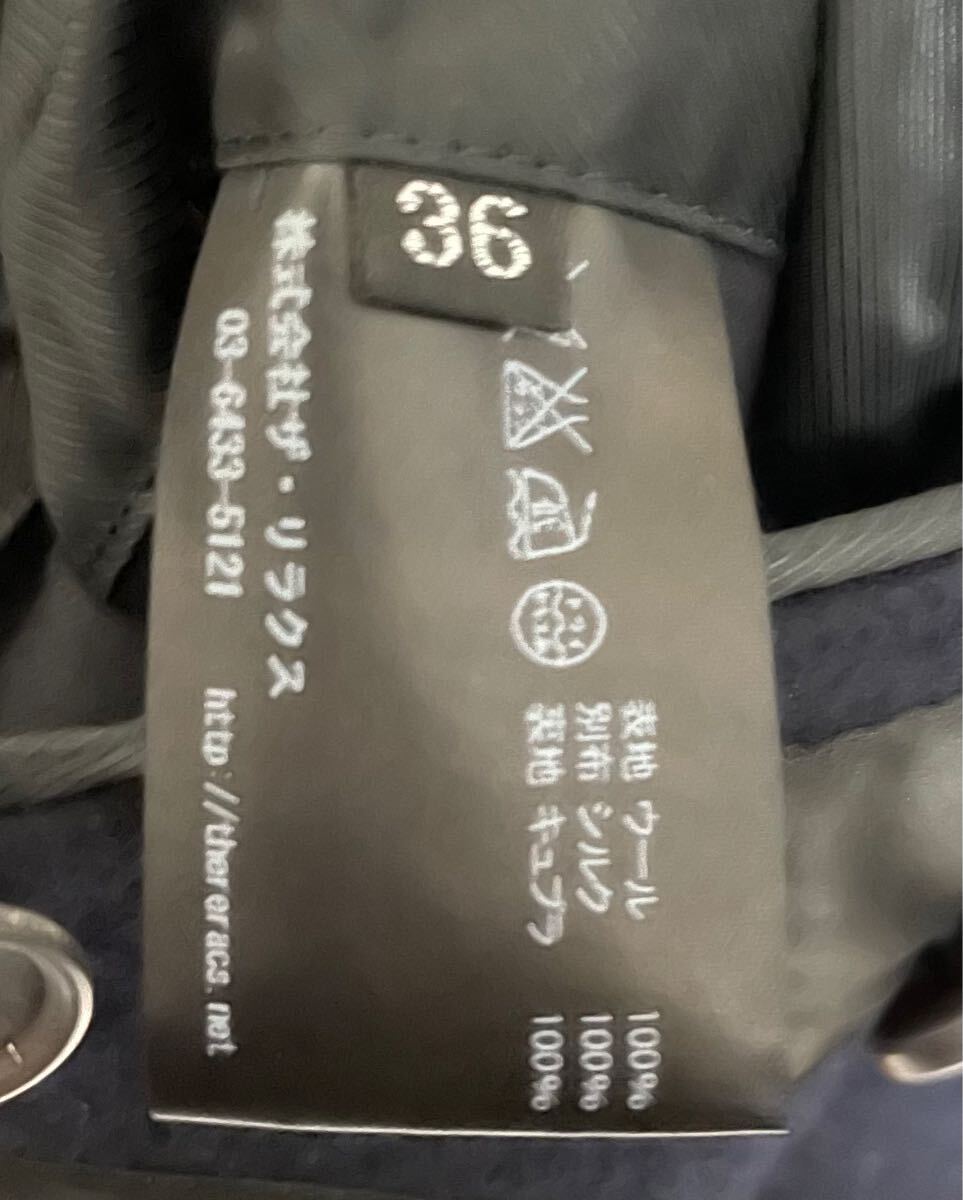 36
表地 ウール 100%
別布 シルク 100%
裏地 キュプラ 100%
株式会社ザ・リラクス
03-6433-5121 http://thereracs.net